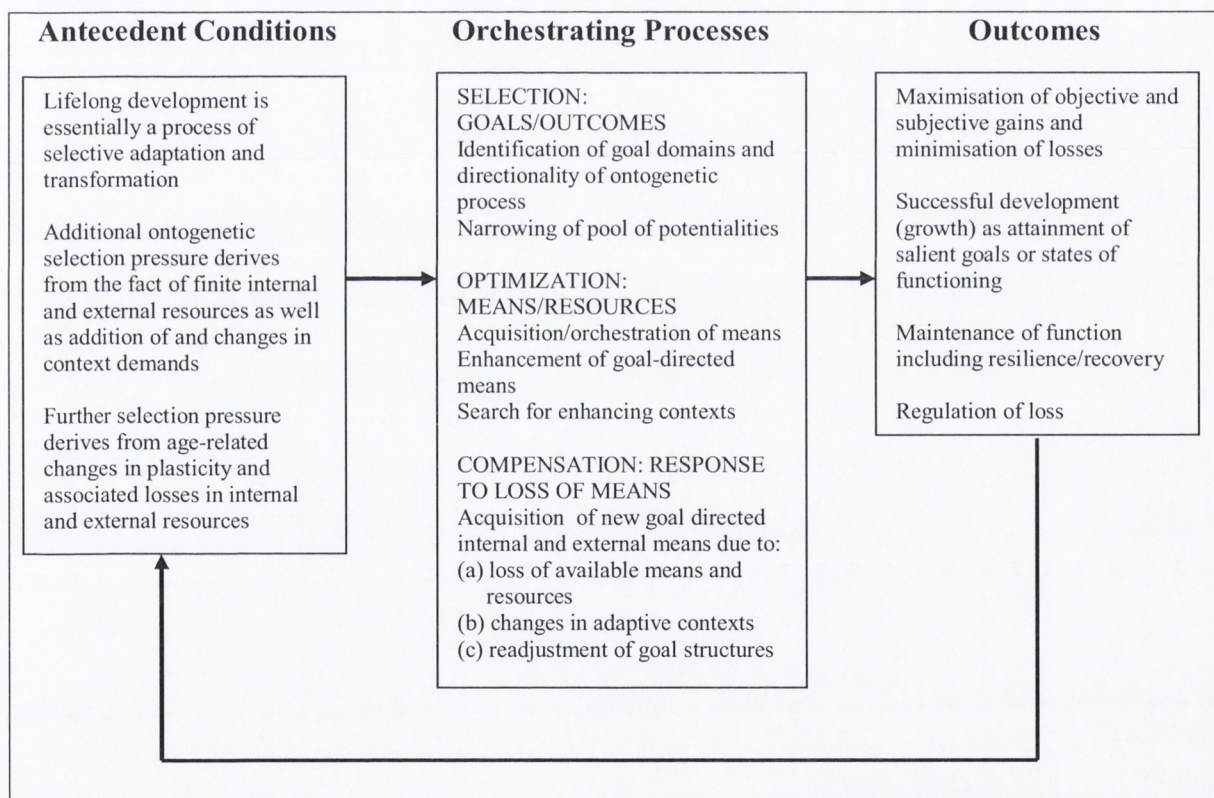 Antecedent Conditions
Lifelong development is
essentially a process of
selective adaptation and
transformation
Additional ontogenetic
selection pressure derives
from the fact of finite internal
and external resources as well
as addition of and changes in
context demands
Further selection pressure
derives from age-related
changes in plasticity and
associated losses in internal
and external resources
Orchestrating Processes
SELECTION:
GOALS/OUTCOMES
Identification of goal domains and
directionality of ontogenetic
process
Narrowing of pool of potentialities
OPTIMIZATION:
MEANS/RESOURCES
Acquisition/orchestration of means
Enhancement of goal-directed
means
Search for enhancing contexts
COMPENSATION: RESPONSE
TO LOSS OF MEANS
Acquisition of new goal directed
internal and external means due to:
(a) loss of available means and
resources
(b) changes in adaptive contexts
(c) readjustment of goal structures
Outcomes
Maximisation of objective and
subjective gains and
minimisation of losses
Successful development
(growth) as attainment of
salient goals or states of
functioning
Maintenance of function
including resilience/recovery
Regulation of loss